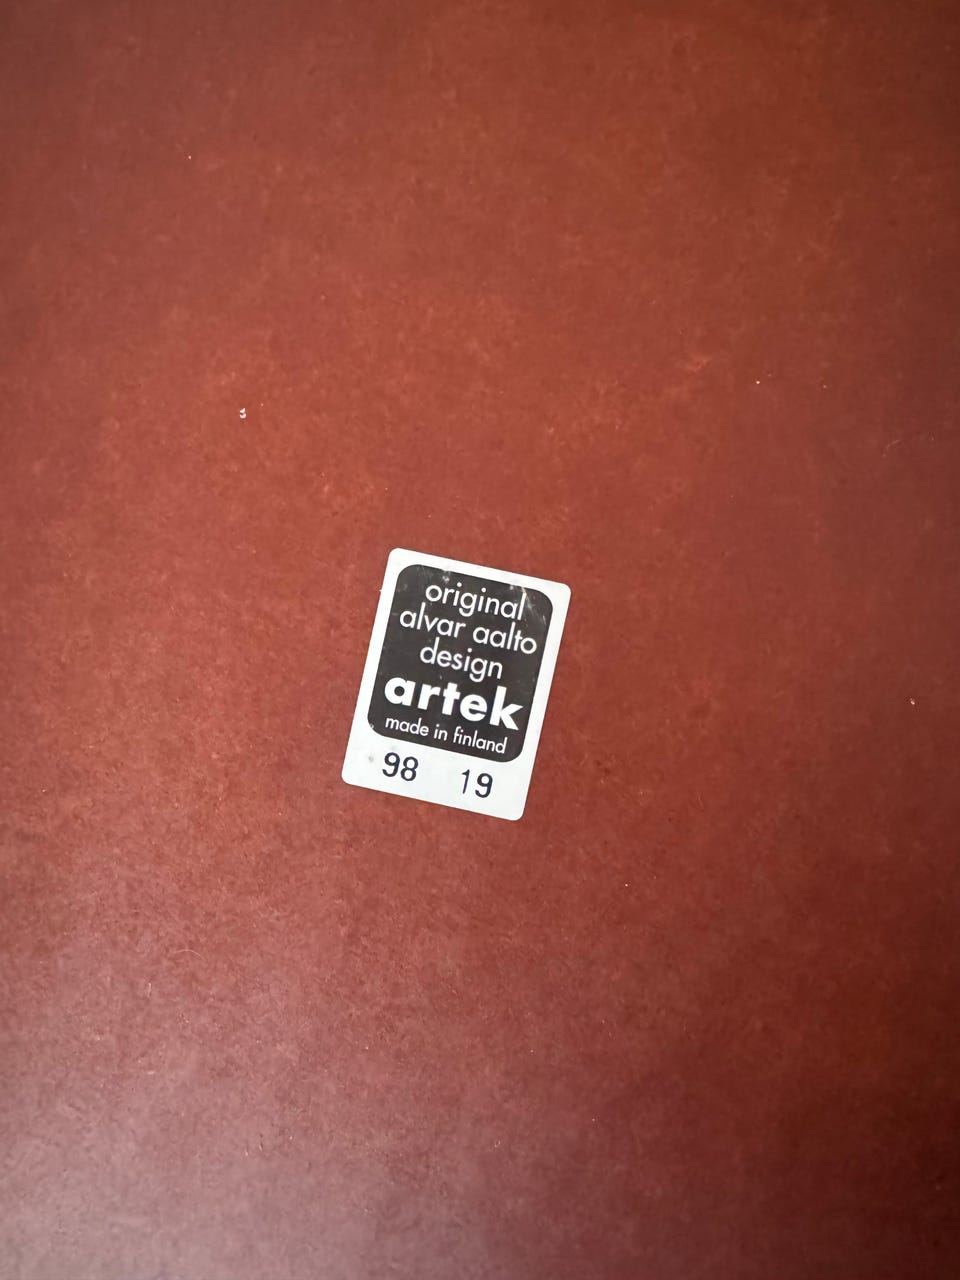 original
alvar aalto
design
artek
made in finland
98 19